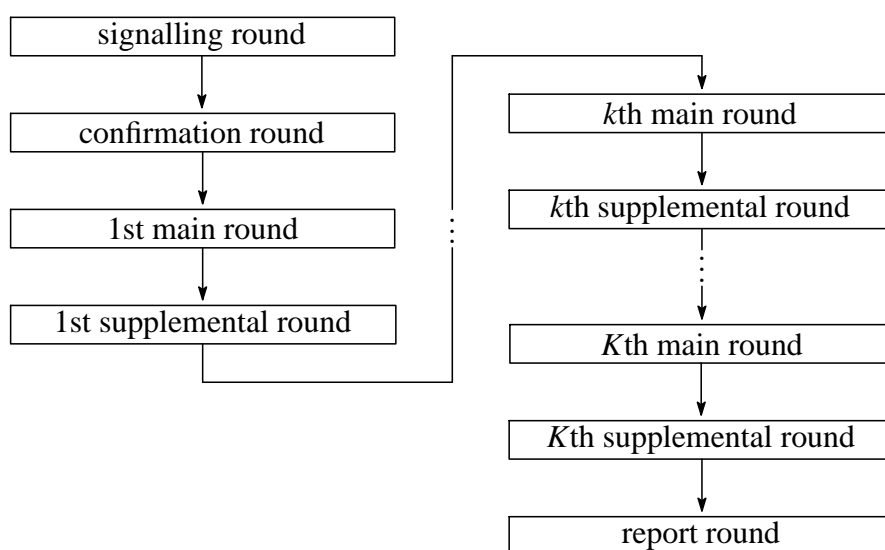 signalling round
confirmation round
1st main round
1st supplemental round
kth main round
kth supplemental round
Kth main round
Kth supplemental round
report round